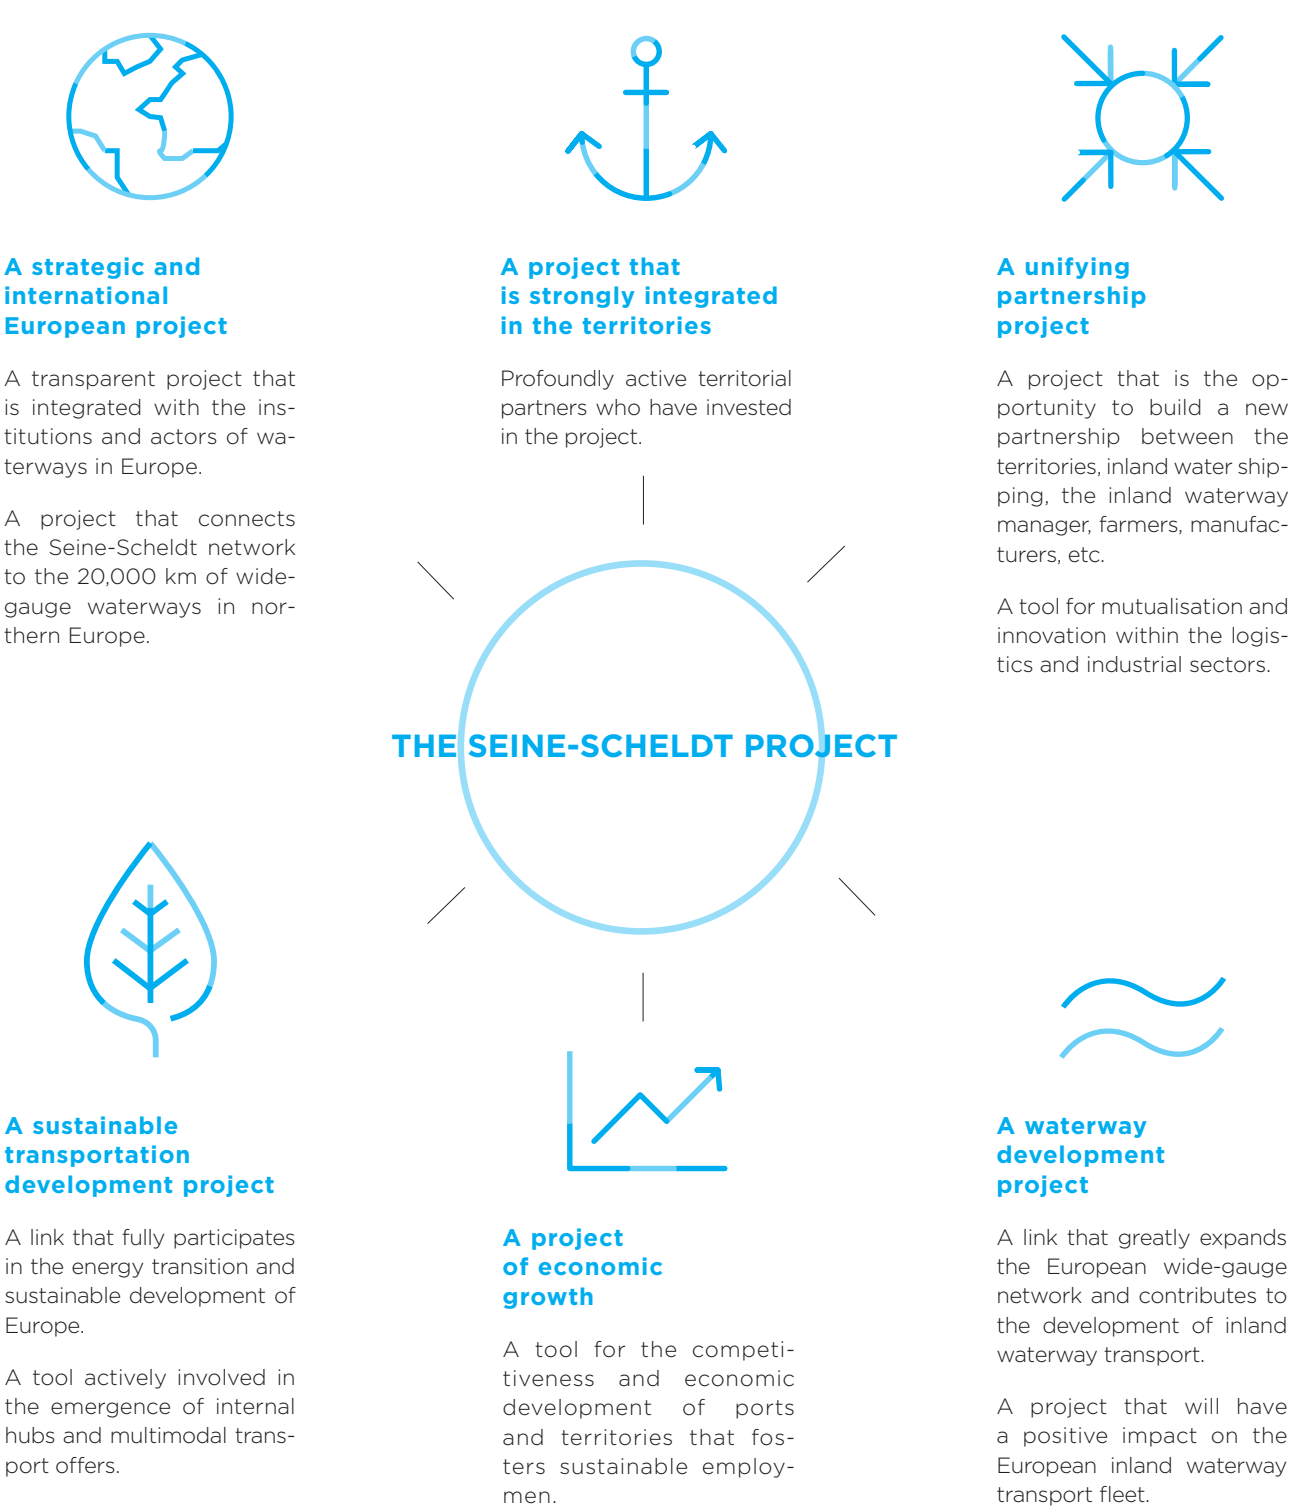 A strategic and
international
European project
A transparent project that
is integrated with the ins-
titutions and actors of wa-
terways in Europe.
A project that connects
the Seine-Scheldt network
to the 20,000 km of wide-
gauge waterways in nor-
thern Europe.
A project that
is strongly integrated
in the territories
Profoundly active territorial
partners who have invested
in the project.
A unifying
partnership
project
A project that is the op-
portunity to build a new
partnership between the
territories, inland water ship-
ping, the inland waterway
manager, farmers, manufac-
turers, etc.
A tool for mutualisation and
innovation within the logis-
tics and industrial sectors.
THE SEINE-SCHELDT PROJECT
A sustainable
transportation
development project
A link that fully participates
in the energy transition and
sustainable development of
Europe.
A tool actively involved in
the emergence of internal
hubs and multimodal trans-
port offers.
A project
of economic
growth
A tool for the competi-
tiveness and economic
development of ports
and territories that fos-
ters sustainable employ-
men.
A waterway
development
project
A link that greatly expands
the European wide-gauge
network and contributes to
the development of inland
waterway transport.
A project that will have
a positive impact on the
European inland waterway
transport fleet.